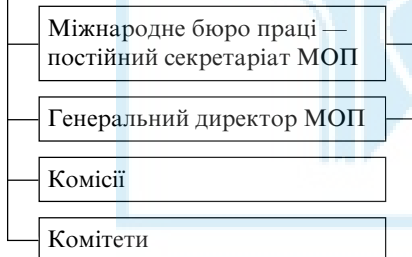 Міжнародне бюро праці —
постійний секретаріат МОП
Генеральний директор МОП
Комісії
Комітети